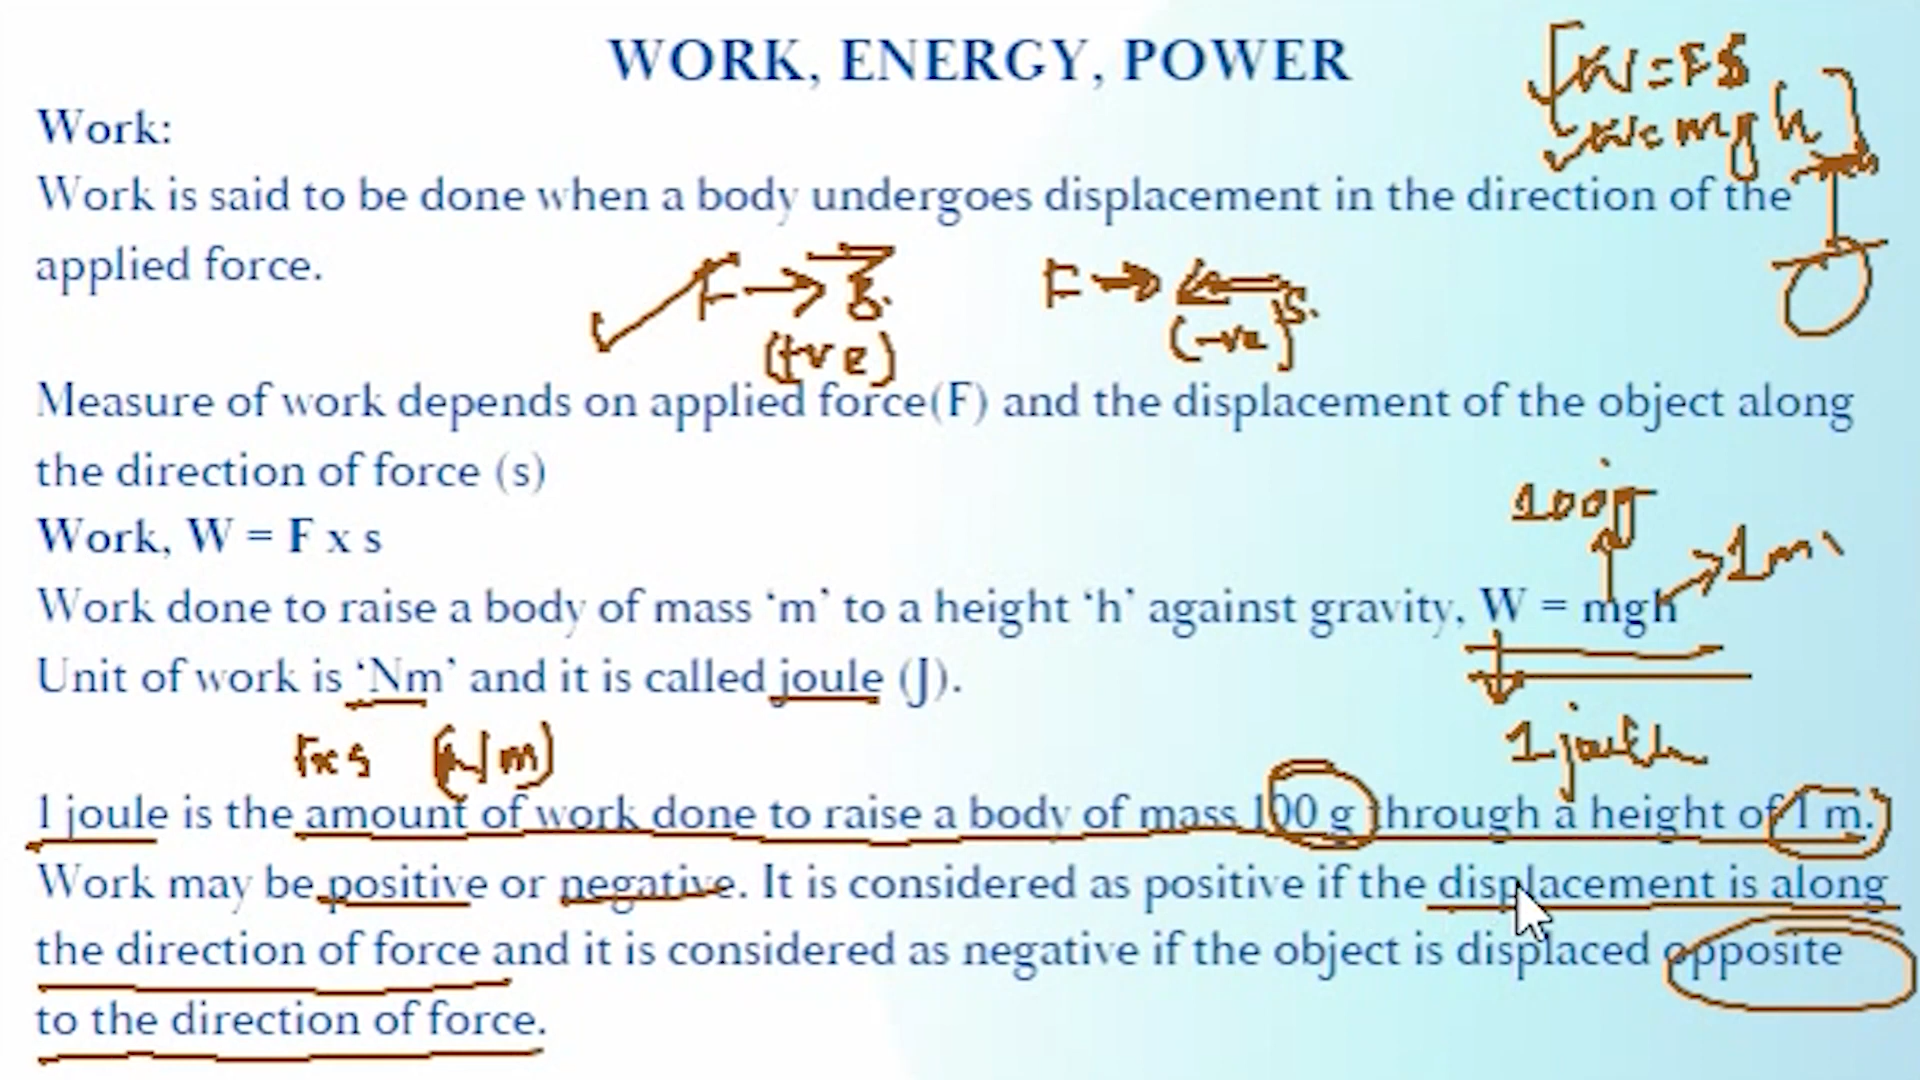 WORK, ENERGY, POWER
W = FS
W = mgh
Work:
Work is said to be done when a body undergoes displacement in the direction of the
applied force.
F → S
F → ← S.
(+ve)
(-ve)
Measure of work depends on applied force(F) and the displacement of the object along
the direction of force (s)
100g
Work, W = F x s
1m
Work done to raise a body of mass ‘m’ to a height ‘h’ against gravity, W = mgh
Unit of work is ‘Nm’ and it is called joule (J).
F x s (N/m)
1 joule is the amount of work done to raise a body of mass 100 g through a height of 1 m.
Work may be positive or negative. It is considered as positive if the displacement is along
the direction of force and it is considered as negative if the object is displaced opposite
to the direction of force.